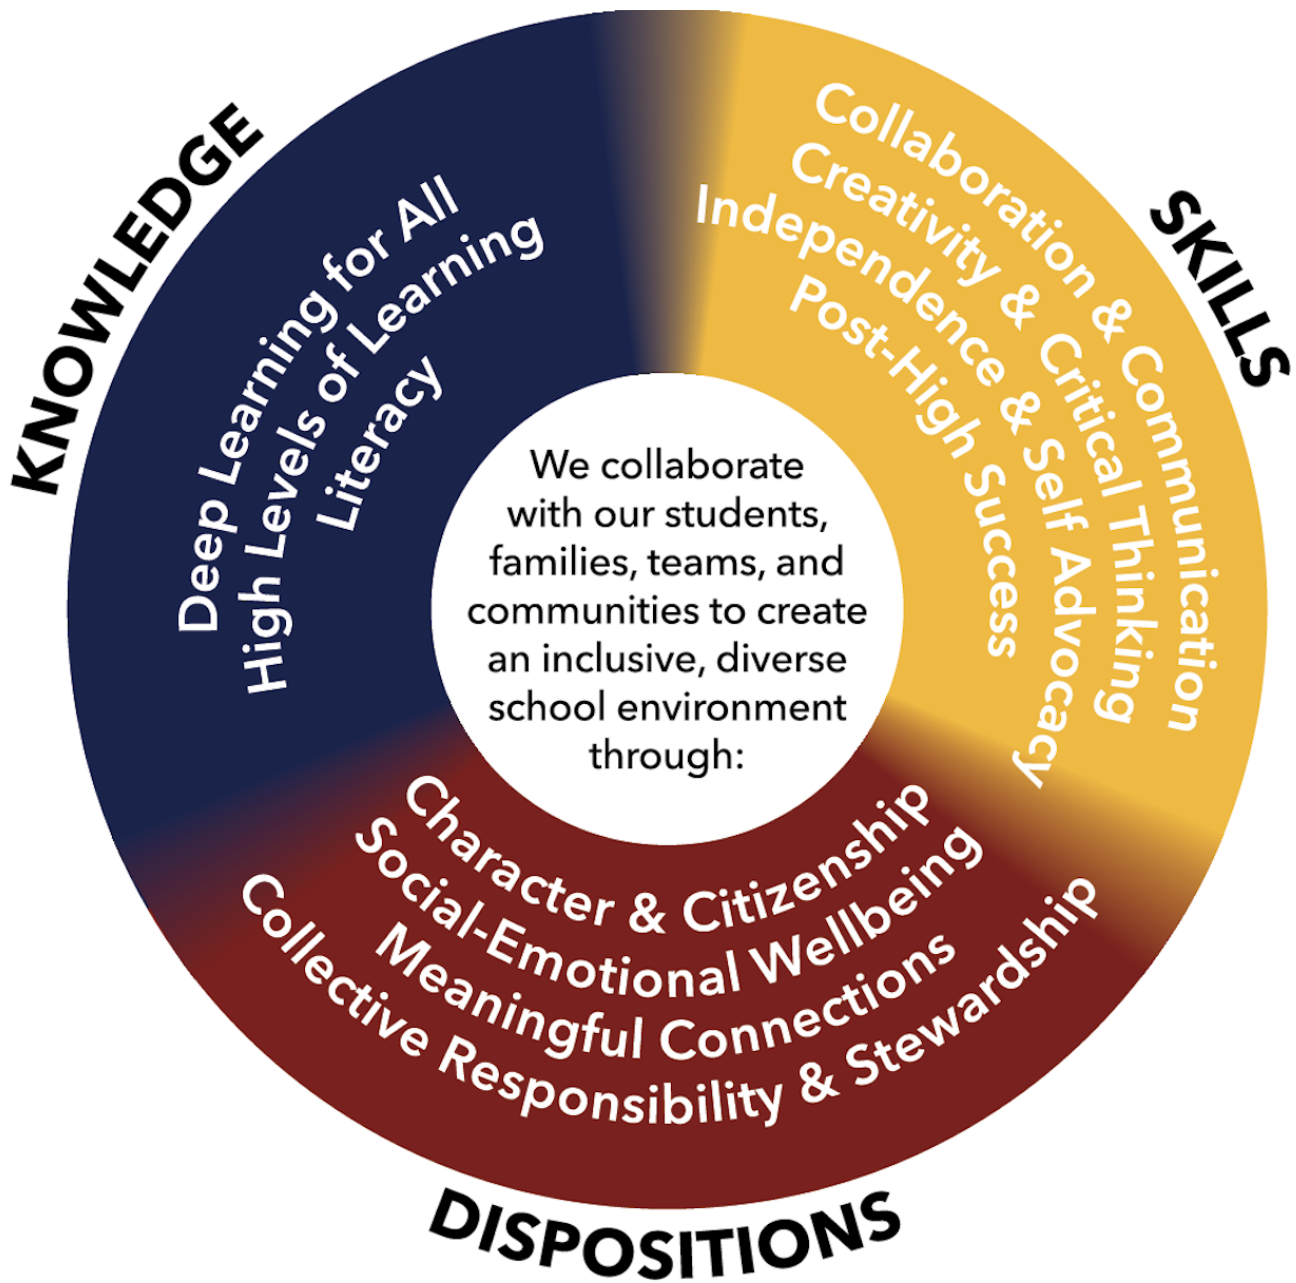 KNOWLEDGE
Deep Learning for All
High Levels of Learning
Literacy
SKILLS
Collaboration & Communication
Creativity & Critical Thinking
Independence & Self Advocacy
Post-High Success
We collaborate
with our students,
families, teams, and
communities to create
an inclusive, diverse
school environment
through:
Character & Citizenship
Social-Emotional Wellbeing
Meaningful Connections
Collective Responsibility & Stewardship
DISPOSITIONS